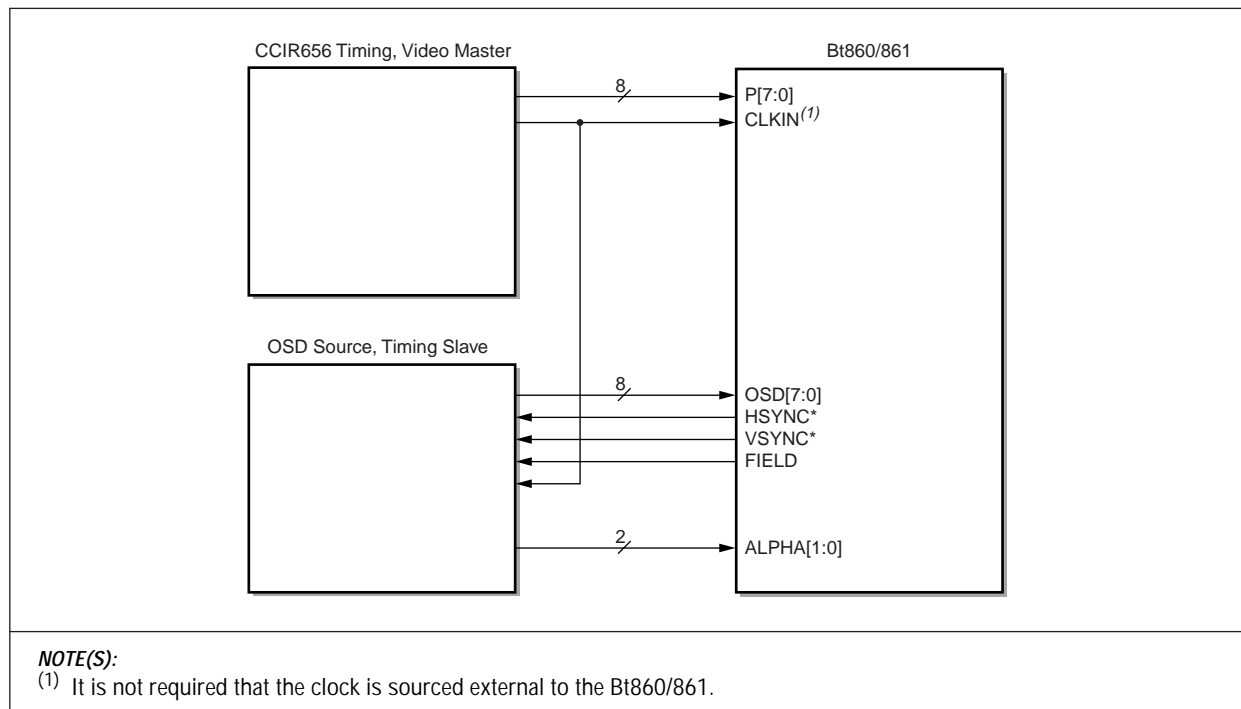 CCIR656 Timing, Video Master
Bt860/861
8
P[7:0]
CLKIN(1)
OSD Source, Timing Slave
8
OSD[7:0]
HSYNC*
VSYNC*
FIELD
2
ALPHA[1:0]
NOTE(S):
(1) It is not required that the clock is sourced external to the Bt860/861.